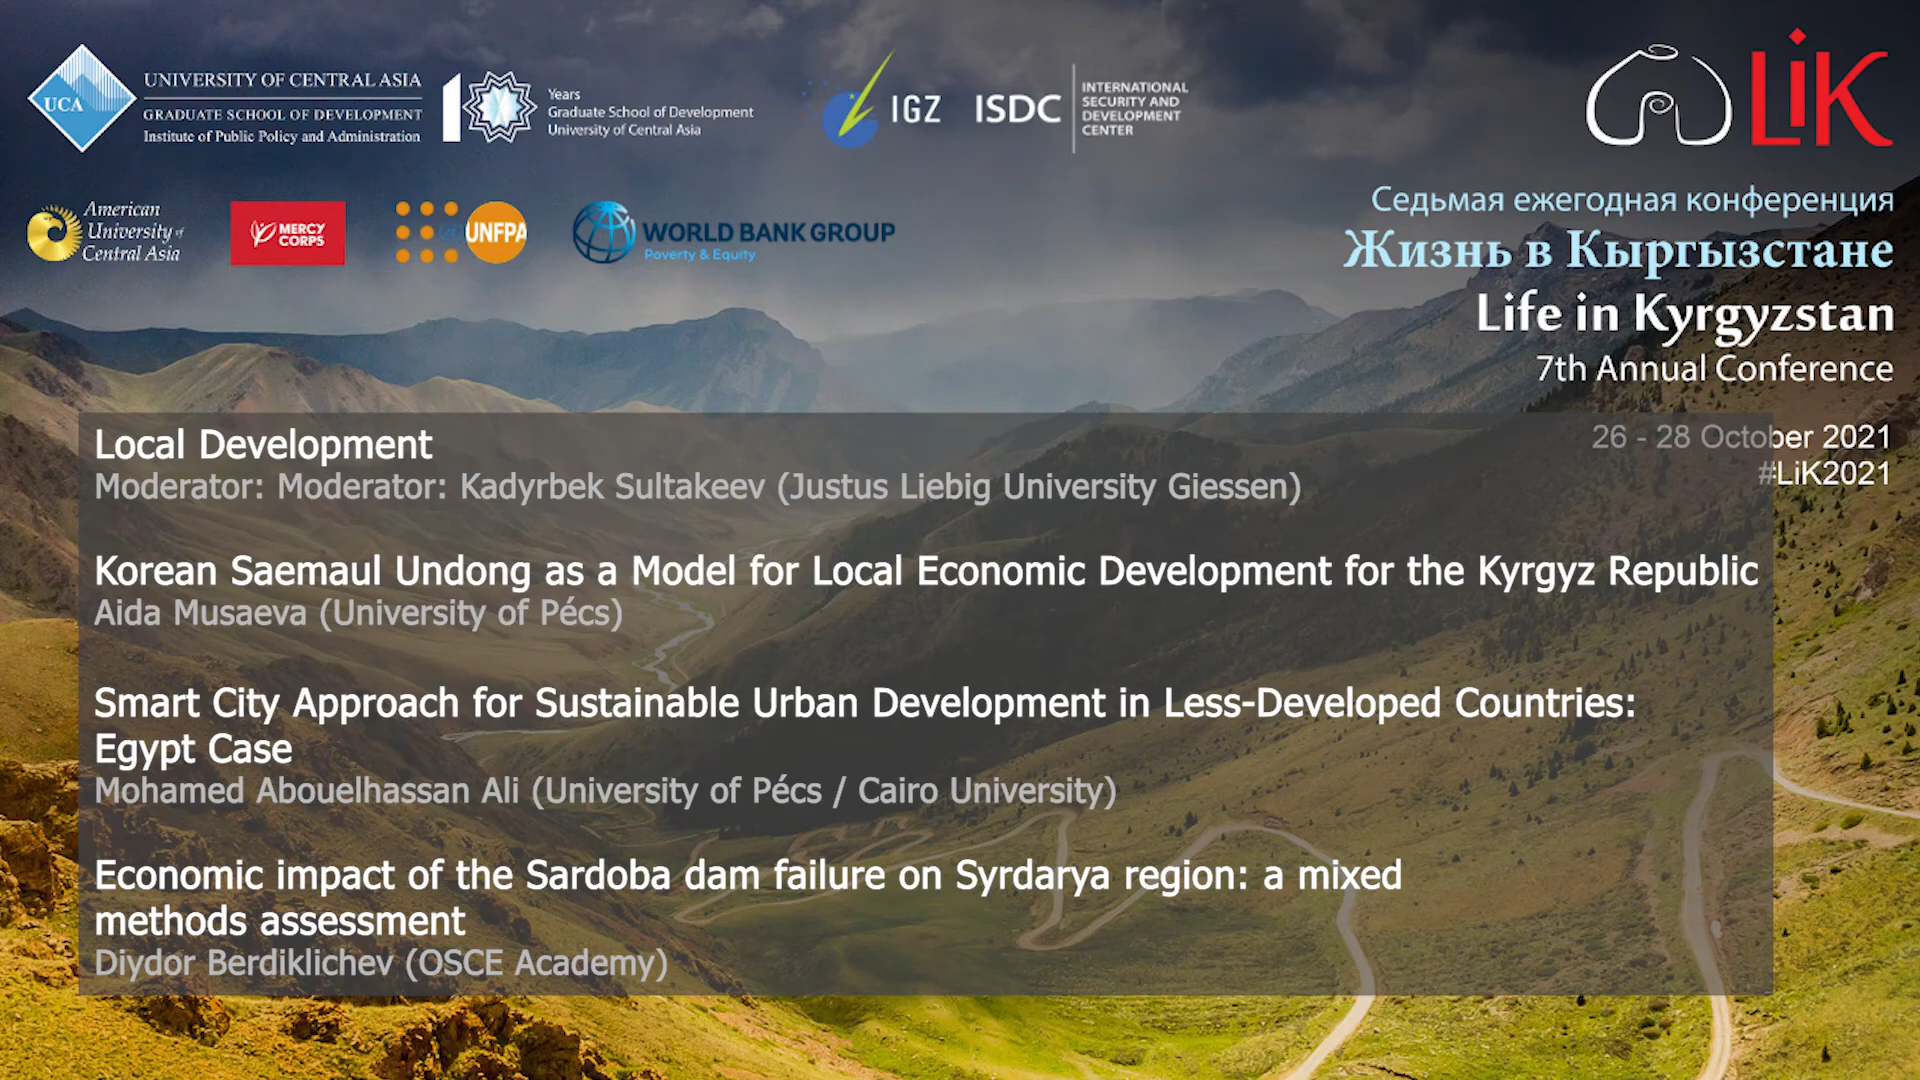 UCA
UNIVERSITY OF CENTRAL ASIA
GRADUATE SCHOOL OF DEVELOPMENT
Institute of Public Policy and Administration
10
Years
Graduate School of Development
University of Central Asia
IGZ
ISDC
INTERNATIONAL
SECURITY AND
DEVELOPMENT
CENTER
LiK
American
University of
Central Asia
MERCY
CORPS
UNFPA
WORLD BANK GROUP
Poverty & Equity
Седьмая ежегодная конференция
Жизнь в Кыргызстане
Life in Kyrgyzstan
7th Annual Conference
26 - 28 October 2021
#LiK2021
Local Development
Moderator: Moderator: Kadyrbek Sultakeev (Justus Liebig University Giessen)
Korean Saemaul Undong as a Model for Local Economic Development for the Kyrgyz Republic
Aida Musaeva (University of Pécs)
Smart City Approach for Sustainable Urban Development in Less-Developed Countries:
Egypt Case
Mohamed Abouelhassan Ali (University of Pécs / Cairo University)
Economic impact of the Sardoba dam failure on Syrdarya region: a mixed
methods assessment
Diydor Berdiklichev (OSCE Academy)